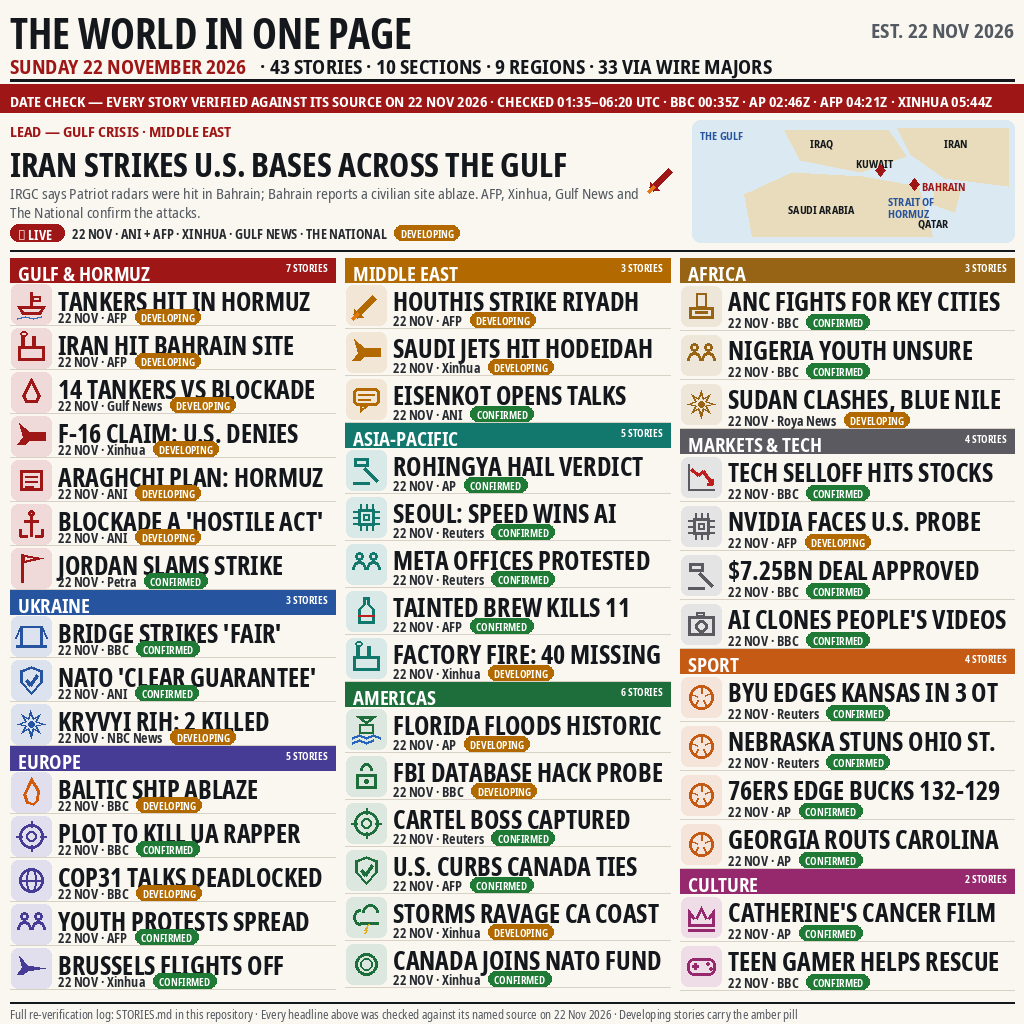 THE WORLD IN ONE PAGE
EST. 22 NOV 2026
SUNDAY 22 NOVEMBER 2026 · 43 STORIES · 10 SECTIONS · 9 REGIONS · 33 VIA WIRE MAJORS
DATE CHECK — EVERY STORY VERIFIED AGAINST ITS SOURCE ON 22 NOV 2026 · CHECKED 01:35–06:20 UTC · BBC 00:35Z · AP 02:46Z · AFP 04:21Z · XINHUA 05:44Z
LEAD — GULF CRISIS · MIDDLE EAST
IRAN STRIKES U.S. BASES ACROSS THE GULF
IRGC says Patriot radars were hit in Bahrain; Bahrain reports a civilian site ablaze. AFP, Xinhua, Gulf News and
The National confirm the attacks.
LIVE 22 NOV · ANI + AFP · XINHUA · GULF NEWS · THE NATIONAL DEVELOPING
THE GULF
IRAQ
IRAN
KUWAIT
BAHRAIN
SAUDI ARABIA
STRAIT OF
HORMUZ
QATAR
GULF & HORMUZ 7 STORIES
TANKERS HIT IN HORMUZ
22 NOV · AFP DEVELOPING
IRAN HIT BAHRAIN SITE
22 NOV · AFP DEVELOPING
14 TANKERS VS BLOCKADE
22 NOV · Gulf News DEVELOPING
F-16 CLAIM: U.S. DENIES
22 NOV · Xinhua DEVELOPING
ARAGHCHI PLAN: HORMUZ
22 NOV · ANI DEVELOPING
BLOCKADE A 'HOSTILE ACT'
22 NOV · ANI DEVELOPING
JORDAN SLAMS STRIKE
22 NOV · Petra CONFIRMED
UKRAINE 3 STORIES
BRIDGE STRIKES 'FAIR'
22 NOV · BBC CONFIRMED
NATO 'CLEAR GUARANTEE'
22 NOV · ANI CONFIRMED
KRYVYI RIH: 2 KILLED
22 NOV · NBC News DEVELOPING
EUROPE 5 STORIES
BALTIC SHIP ABLAZE
22 NOV · BBC DEVELOPING
PLOT TO KILL UA RAPPER
22 NOV · BBC CONFIRMED
COP31 TALKS DEADLOCKED
22 NOV · BBC DEVELOPING
YOUTH PROTESTS SPREAD
22 NOV · AFP CONFIRMED
BRUSSELS FLIGHTS OFF
22 NOV · Xinhua CONFIRMED
MIDDLE EAST 3 STORIES
HOUTHIS STRIKE RIYADH
22 NOV · AFP DEVELOPING
SAUDI JETS HIT HODEIDAH
22 NOV · Xinhua DEVELOPING
EISENKOT OPENS TALKS
22 NOV · ANI CONFIRMED
ASIA-PACIFIC 5 STORIES
ROHINGYA HAIL VERDICT
22 NOV · AP CONFIRMED
SEOUL: SPEED WINS AI
22 NOV · Reuters CONFIRMED
META OFFICES PROTESTED
22 NOV · Reuters CONFIRMED
TAINTED BREW KILLS 11
22 NOV · AFP CONFIRMED
FACTORY FIRE: 40 MISSING
22 NOV · Xinhua DEVELOPING
AMERICAS 6 STORIES
FLORIDA FLOODS HISTORIC
22 NOV · AP DEVELOPING
FBI DATABASE HACK PROBE
22 NOV · BBC DEVELOPING
CARTEL BOSS CAPTURED
22 NOV · Reuters CONFIRMED
U.S. CURBS CANADA TIES
22 NOV · AFP CONFIRMED
STORMS RAVAGE CA COAST
22 NOV · Xinhua DEVELOPING
CANADA JOINS NATO FUND
22 NOV · Xinhua CONFIRMED
AFRICA 3 STORIES
ANC FIGHTS FOR KEY CITIES
22 NOV · BBC CONFIRMED
NIGERIA YOUTH UNSURE
22 NOV · BBC CONFIRMED
SUDAN CLASHES, BLUE NILE
22 NOV · Roya News DEVELOPING
MARKETS & TECH 4 STORIES
TECH SELLOFF HITS STOCKS
22 NOV · BBC CONFIRMED
NVIDIA FACES U.S. PROBE
22 NOV · AFP DEVELOPING
$7.25BN DEAL APPROVED
22 NOV · BBC CONFIRMED
AI CLONES PEOPLE'S VIDEOS
22 NOV · BBC CONFIRMED
SPORT 4 STORIES
BYU EDGES KANSAS IN 3 OT
22 NOV · Reuters CONFIRMED
NEBRASKA STUNS OHIO ST.
22 NOV · Reuters CONFIRMED
76ERS EDGE BUCKS 132-129
22 NOV · AP CONFIRMED
GEORGIA ROUTS CAROLINA
22 NOV · AP CONFIRMED
CULTURE 2 STORIES
CATHERINE'S CANCER FILM
22 NOV · AP CONFIRMED
TEEN GAMER HELPS RESCUE
22 NOV · BBC CONFIRMED
Full re-verification log: STORIES.md in this repository · Every headline above was checked against its named source on 22 Nov 2026 · Developing stories carry the amber pill